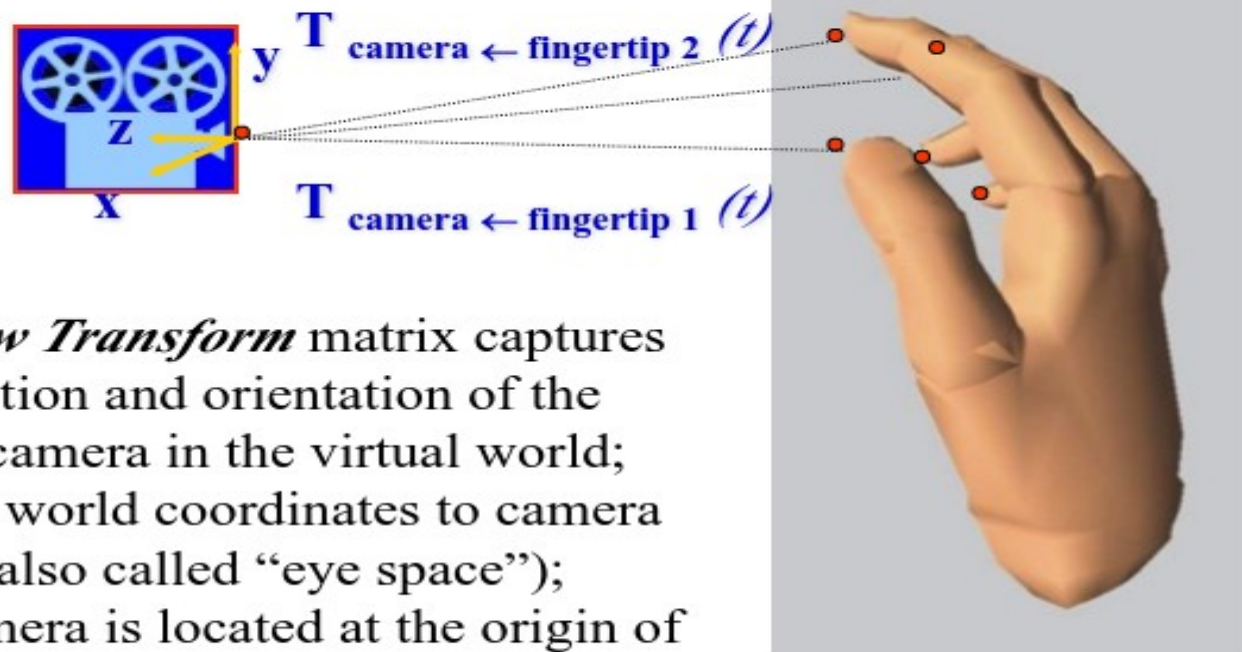 y
T camera ← fingertip 2 (t)
z
x
T camera ← fingertip 1 (t)
w Transform matrix captures
tion and orientation of the
camera in the virtual world;
world coordinates to camera
also called “eye space”);
nera is located at the origin of